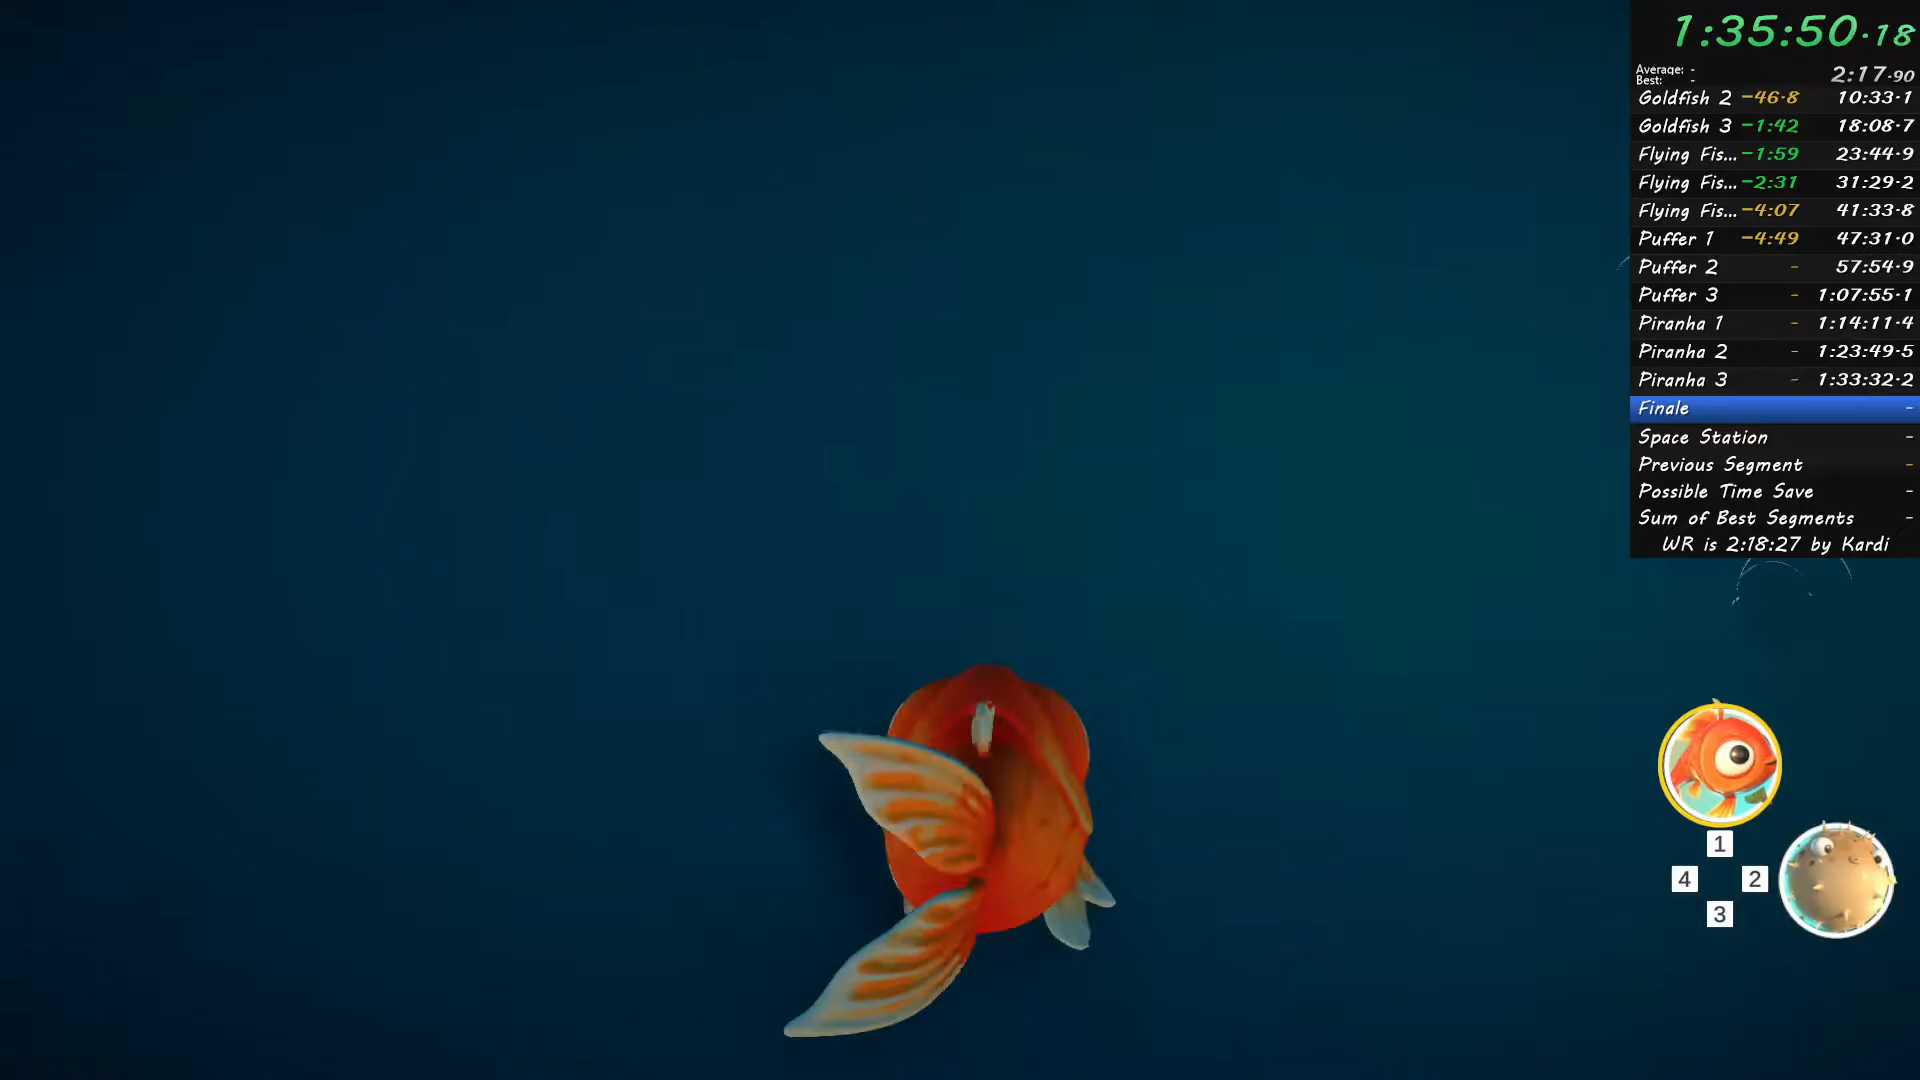 1:35:50.18
Average: -
Best: -
2:17.90
Goldfish 2 -46.8 10:33.1
Goldfish 3 -1:42 18:08.7
Flying Fis... -1:59 23:44.9
Flying Fis... -2:31 31:29.2
Flying Fis... -4:07 41:33.8
Puffer 1 -4:49 47:31.0
Puffer 2 - 57:54.9
Puffer 3 - 1:07:55.1
Piranha 1 - 1:14:11.4
Piranha 2 - 1:23:49.5
Piranha 3 - 1:33:32.2
Finale -
Space Station -
Previous Segment -
Possible Time Save -
Sum of Best Segments -
WR is 2:18:27 by Kardi
1
4 2
3